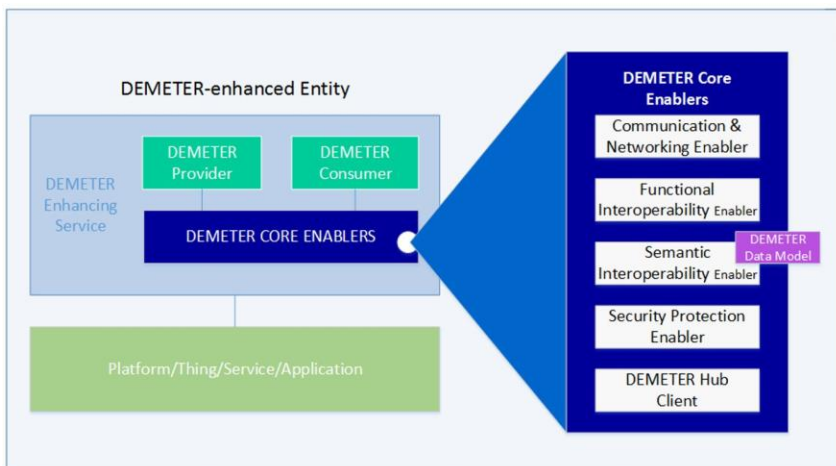 DEMETER-enhanced Entity
DEMETER
Enhancing
Service
DEMETER
Provider
DEMETER
Consumer
DEMETER CORE ENABLERS
Platform/Thing/Service/Application
DEMETER Core
Enablers
Communication &
Networking Enabler
Functional
Interoperability Enabler
Semantic
Interoperability Enabler
DEMETER
Data Model
Security Protection
Enabler
DEMETER Hub
Client